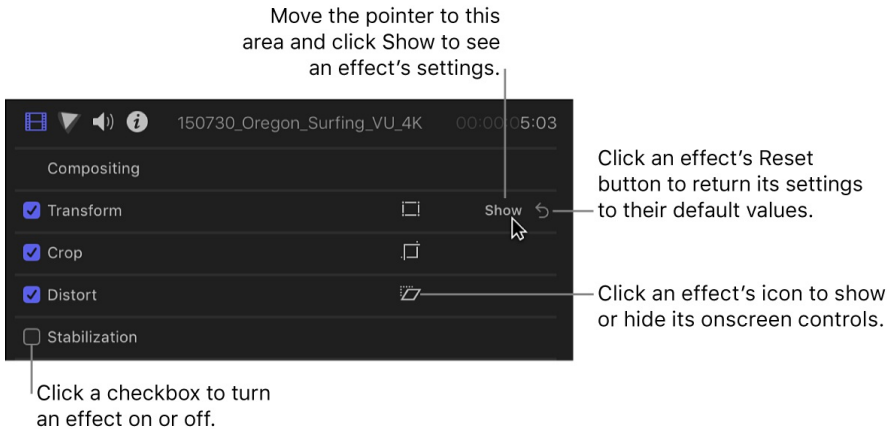 Move the pointer to this
area and click Show to see
an effect’s settings.
150730_Oregon_Surfing_VU_4K 00:00:05:03
Compositing
Transform Show
Crop
Distort
Stabilization
Click an effect’s Reset
button to return its settings
to their default values.
Click an effect’s icon to show
or hide its onscreen controls.
Click a checkbox to turn
an effect on or off.